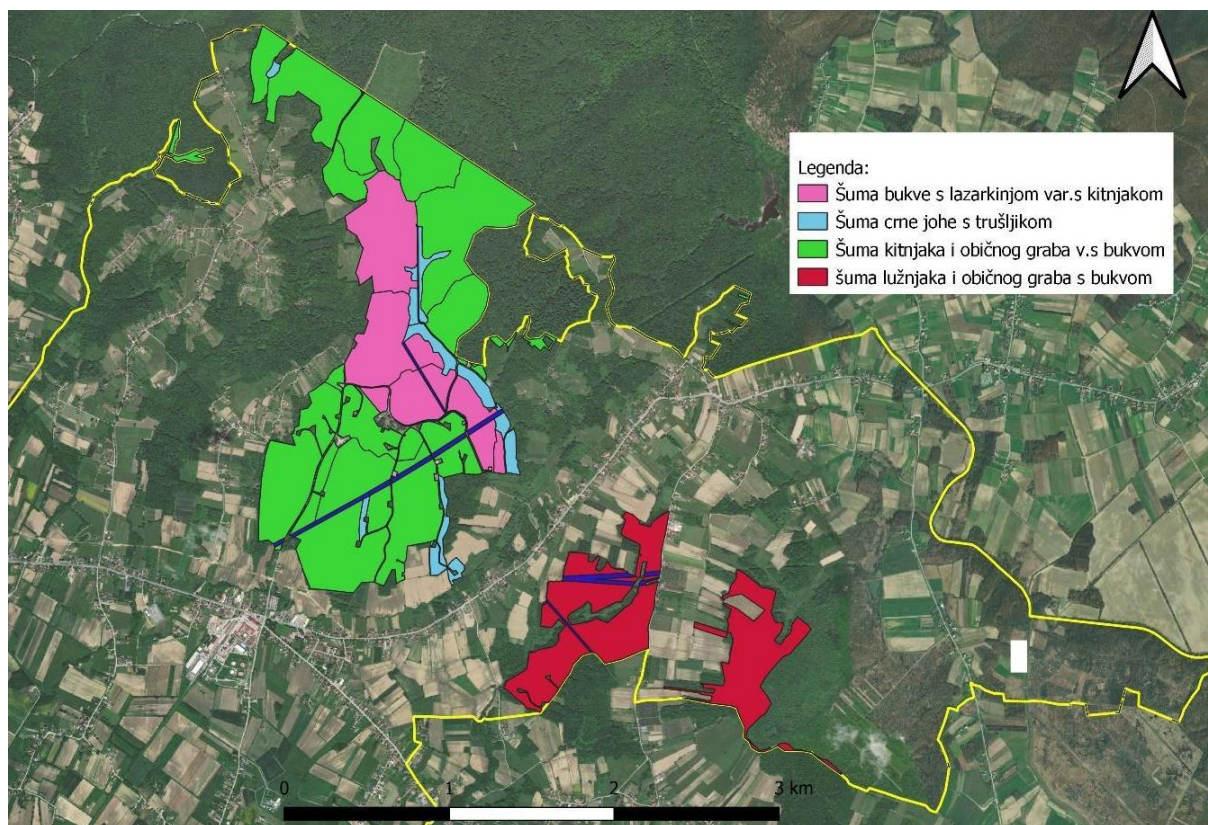 Legenda:
Šuma bukve s lazarkinjom var.s kitnjakom
Šuma crne johe s trušljikom
Šuma kitnjaka i običnog graba v.s bukvom
šuma lužnjaka i običnog graba s bukvom
0 1 2 3 km